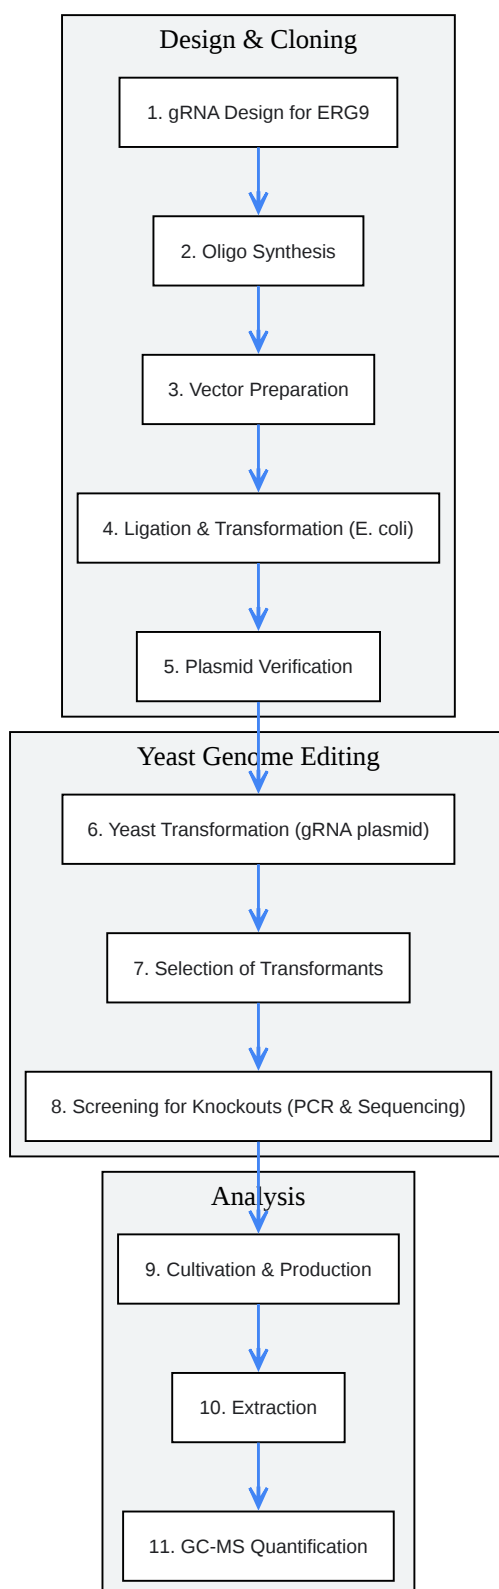 Design & Cloning
1. gRNA Design for ERG9
2. Oligo Synthesis
3. Vector Preparation
4. Ligation & Transformation (E. coli)
5. Plasmid Verification
Yeast Genome Editing
6. Yeast Transformation (gRNA plasmid)
7. Selection of Transformants
8. Screening for Knockouts (PCR & Sequencing)
Analysis
9. Cultivation & Production
10. Extraction
11. GC-MS Quantification